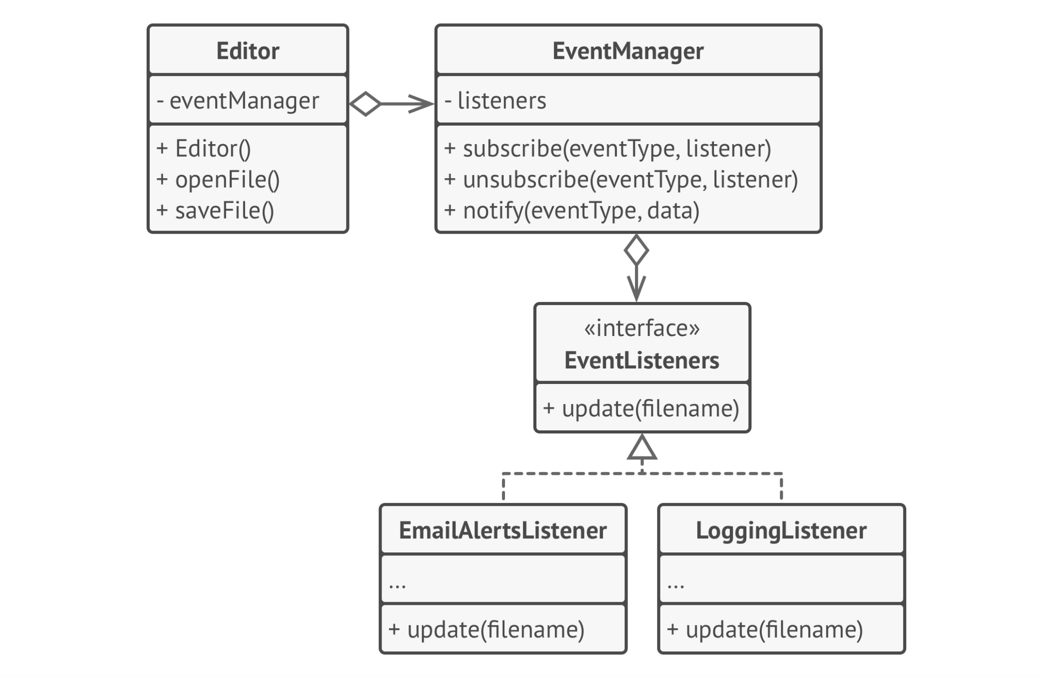 Editor
- eventManager
+ Editor()
+ openFile()
+ saveFile()
EventManager
- listeners
+ subscribe(eventType, listener)
+ unsubscribe(eventType, listener)
+ notify(eventType, data)
«interface»
EventListeners
+ update(filename)
EmailAlertsListener
...
+ update(filename)
LoggingListener
...
+ update(filename)